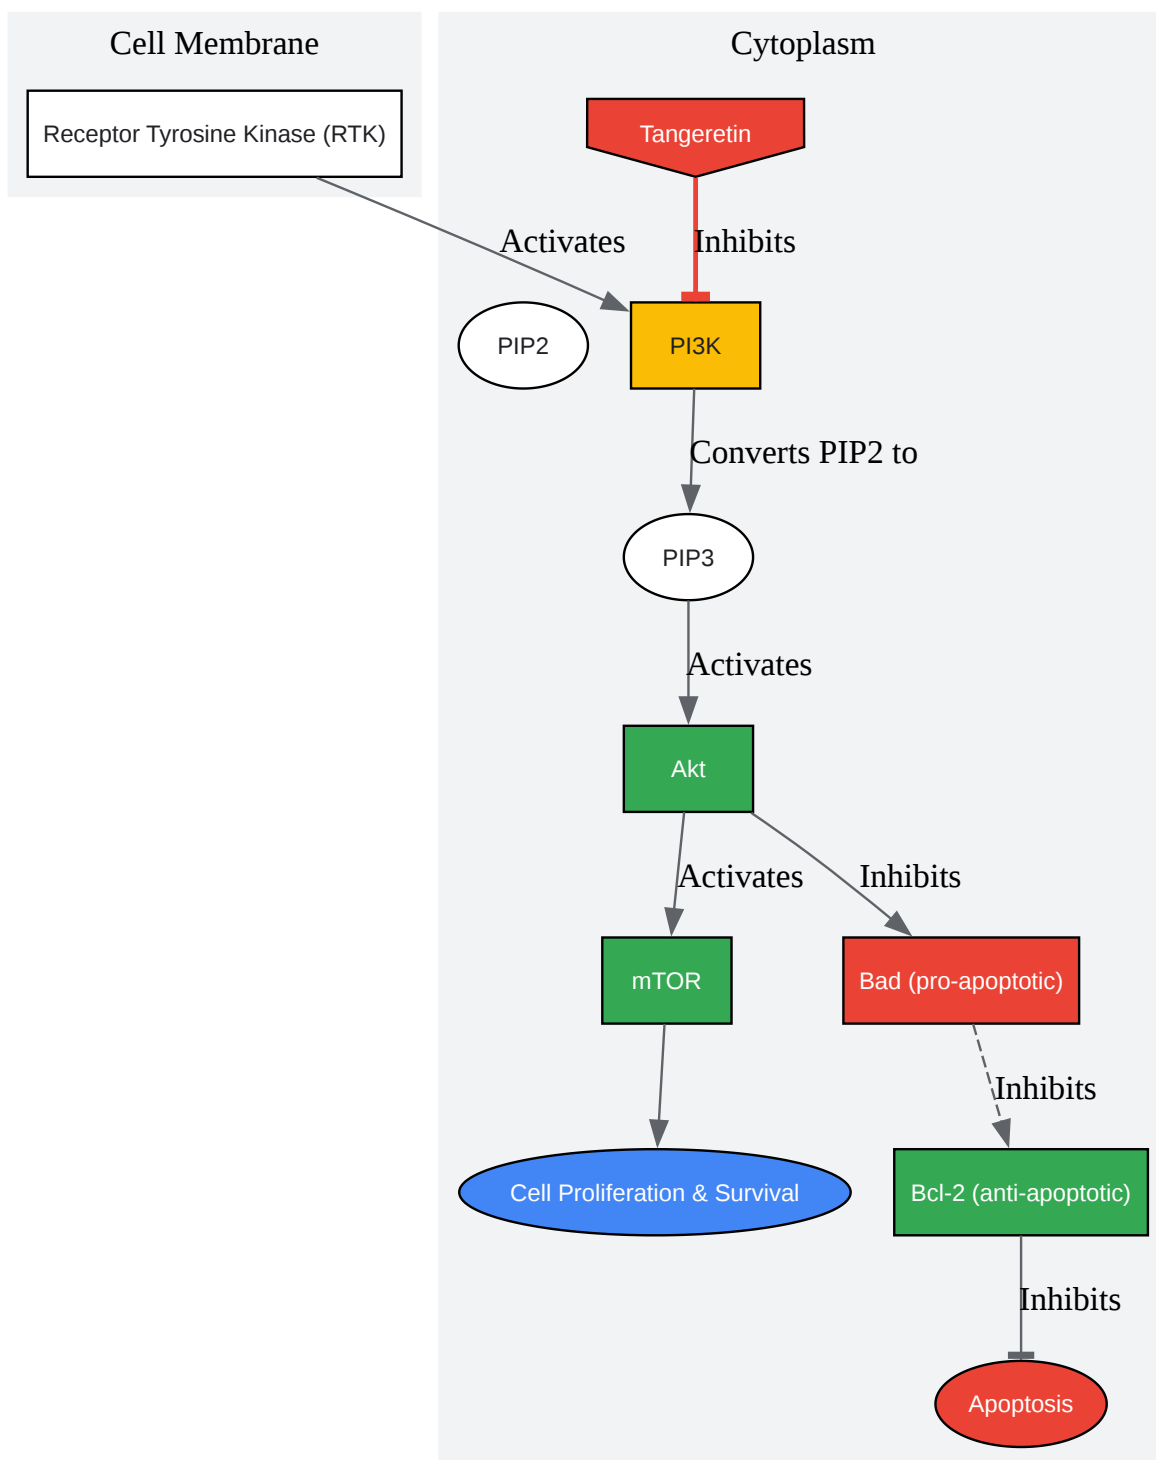 Cell Membrane
Cytoplasm
Receptor Tyrosine Kinase (RTK)
Tangeretin
Activates
Inhibits
PIP2
PI3K
Converts PIP2 to
PIP3
Activates
Akt
Activates
Inhibits
mTOR
Bad (pro-apoptotic)
Inhibits
Cell Proliferation & Survival
Bcl-2 (anti-apoptotic)
Inhibits
Apoptosis